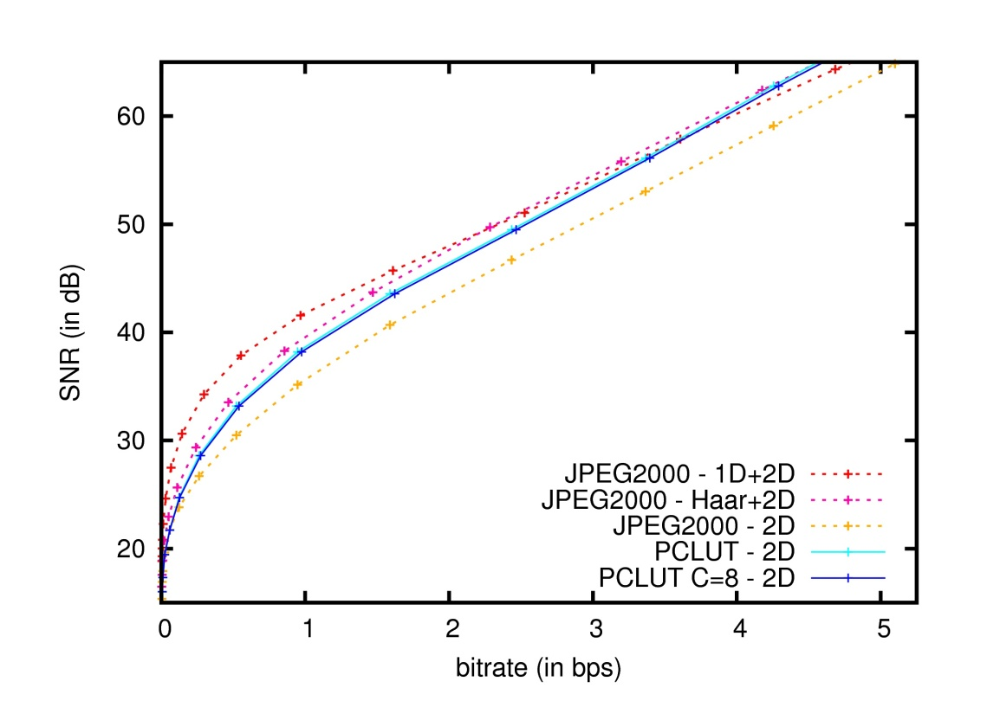 60
50
40
30
20
SNR (in dB)
JPEG2000 - 1D+2D
JPEG2000 - Haar+2D
JPEG2000 - 2D
PCLUT - 2D
PCLUT C=8 - 2D
0 1 2 3 4 5
bitrate (in bps)